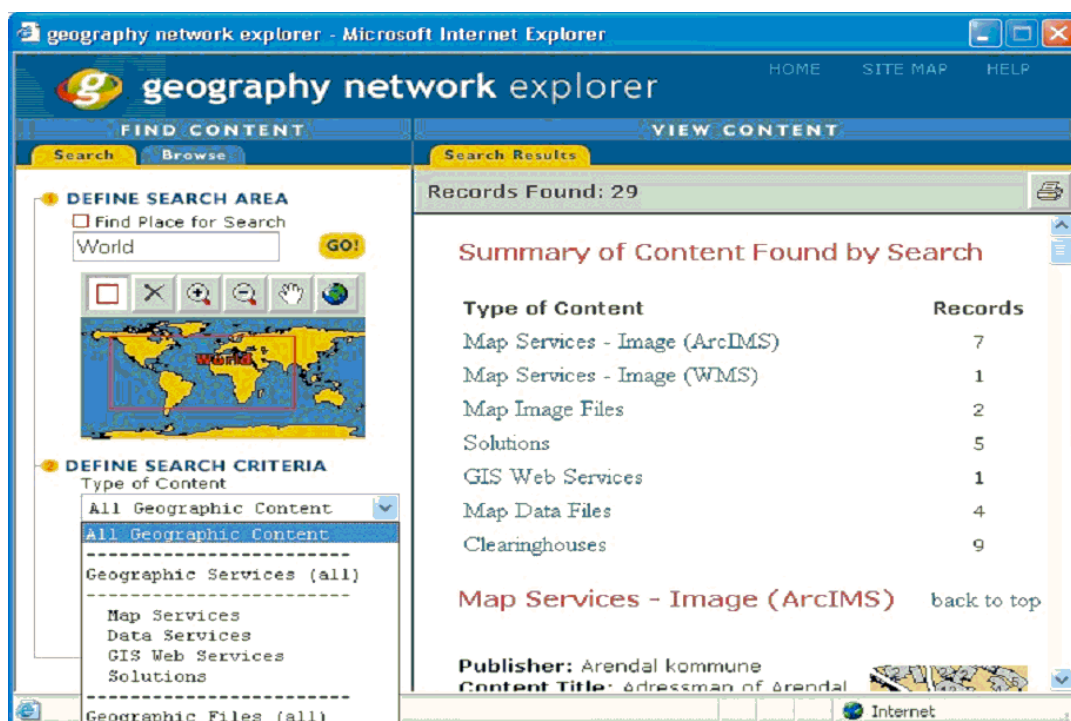 geography network explorer - Microsoft Internet Explorer
g geography network explorer
HOME SITE MAP HELP
FIND CONTENT
VIEW CONTENT
Search Browse
Search Results
1 DEFINE SEARCH AREA
Find Place for Search
World
GO!
World
2 DEFINE SEARCH CRITERIA
Type of Content
All Geographic Content
All Geographic Content
-------------------------
Geographic Services (all)
-------------------------
Map Services
Data Services
GIS Web Services
Solutions
-------------------------
Geographic Files (all)
Records Found: 29
Summary of Content Found by Search
Type of Content Records
Map Services - Image (ArcIMS) 7
Map Services - Image (WMS) 1
Map Image Files 2
Solutions 5
GIS Web Services 1
Map Data Files 4
Clearinghouses 9
Map Services - Image (ArcIMS) back to top
Publisher: Arendal kommune
Content Title: Adressman of Arendal
Internet